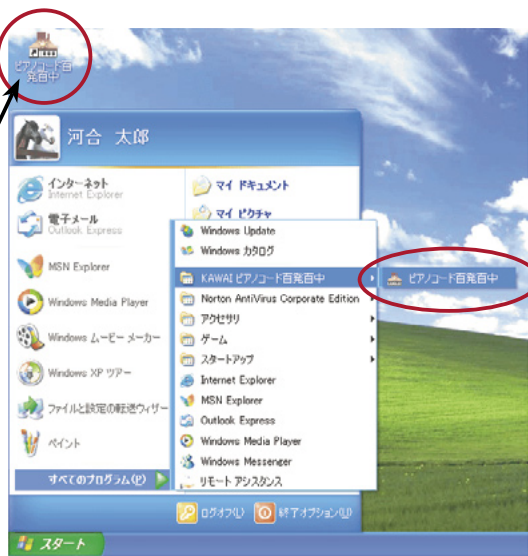 ピアノコード百
発百中
河合 太郎
インターネット
Internet Explorer
電子メール
Outlook Express
MSN Explorer
Windows Media Player
Windows ムービー メーカー
Windows XP ツアー
ファイルと設定の転送ウィザー
ペイント
すべてのプログラム(P)
マイ ドキュメント
マイ ピクチャ
Windows Update
Windows カタログ
KAWAI ピアノコード百発百中
Norton AntiVirus Corporate Edition
アクセサリ
ゲーム
スタートアップ
Internet Explorer
MSN Explorer
Outlook Express
Windows Media Player
Windows Messenger
リモート アシスタンス
ピアノコード百発百中
ログオフ(L)
終了オプション(U)
スタート